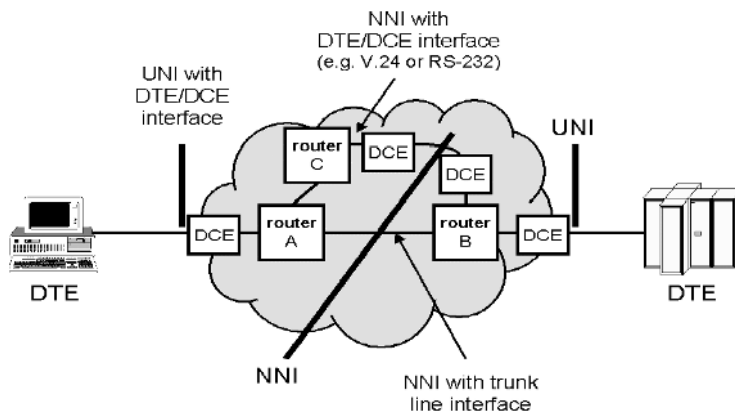 NNI with
DTE/DCE interface
(e.g. V.24 or RS-232)
UNI with
DTE/DCE
interface
UNI
router
C
DCE
DCE
DCE
router
A
router
B
DCE
DTE
DTE
NNI
NNI with trunk
line interface